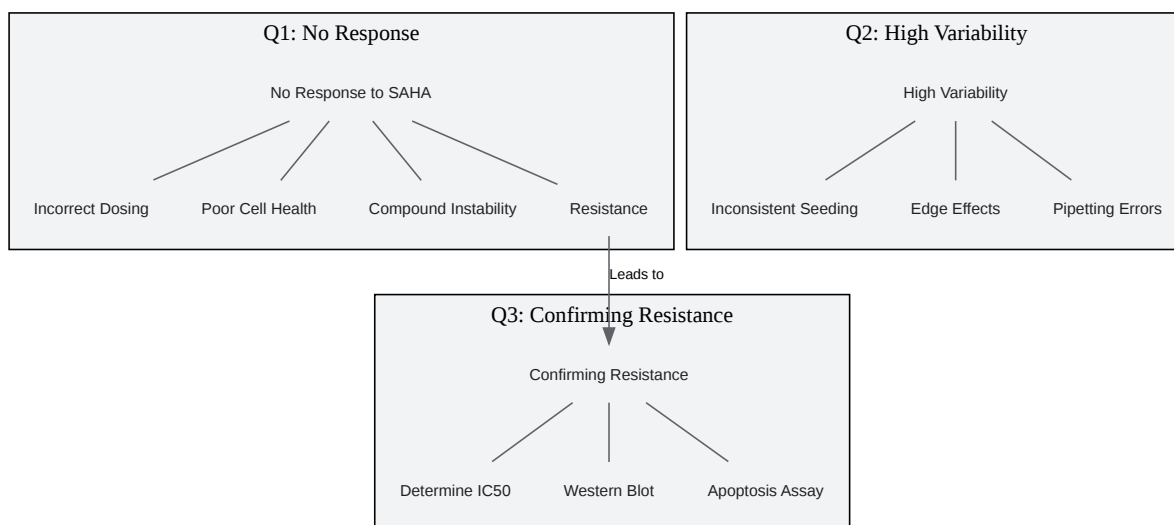 Q1: No Response
No Response to SAHA
Incorrect Dosing
Poor Cell Health
Compound Instability
Resistance
Q2: High Variability
High Variability
Inconsistent Seeding
Edge Effects
Pipetting Errors
Leads to
Q3: Confirming Resistance
Confirming Resistance
Determine IC50
Western Blot
Apoptosis Assay